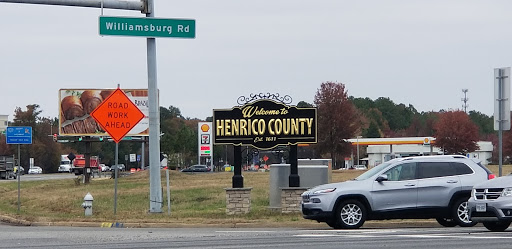 Williamsburg Rd
ROAD
WORK
AHEAD
Welcome to
HENRICO COUNTY
Est. 1611